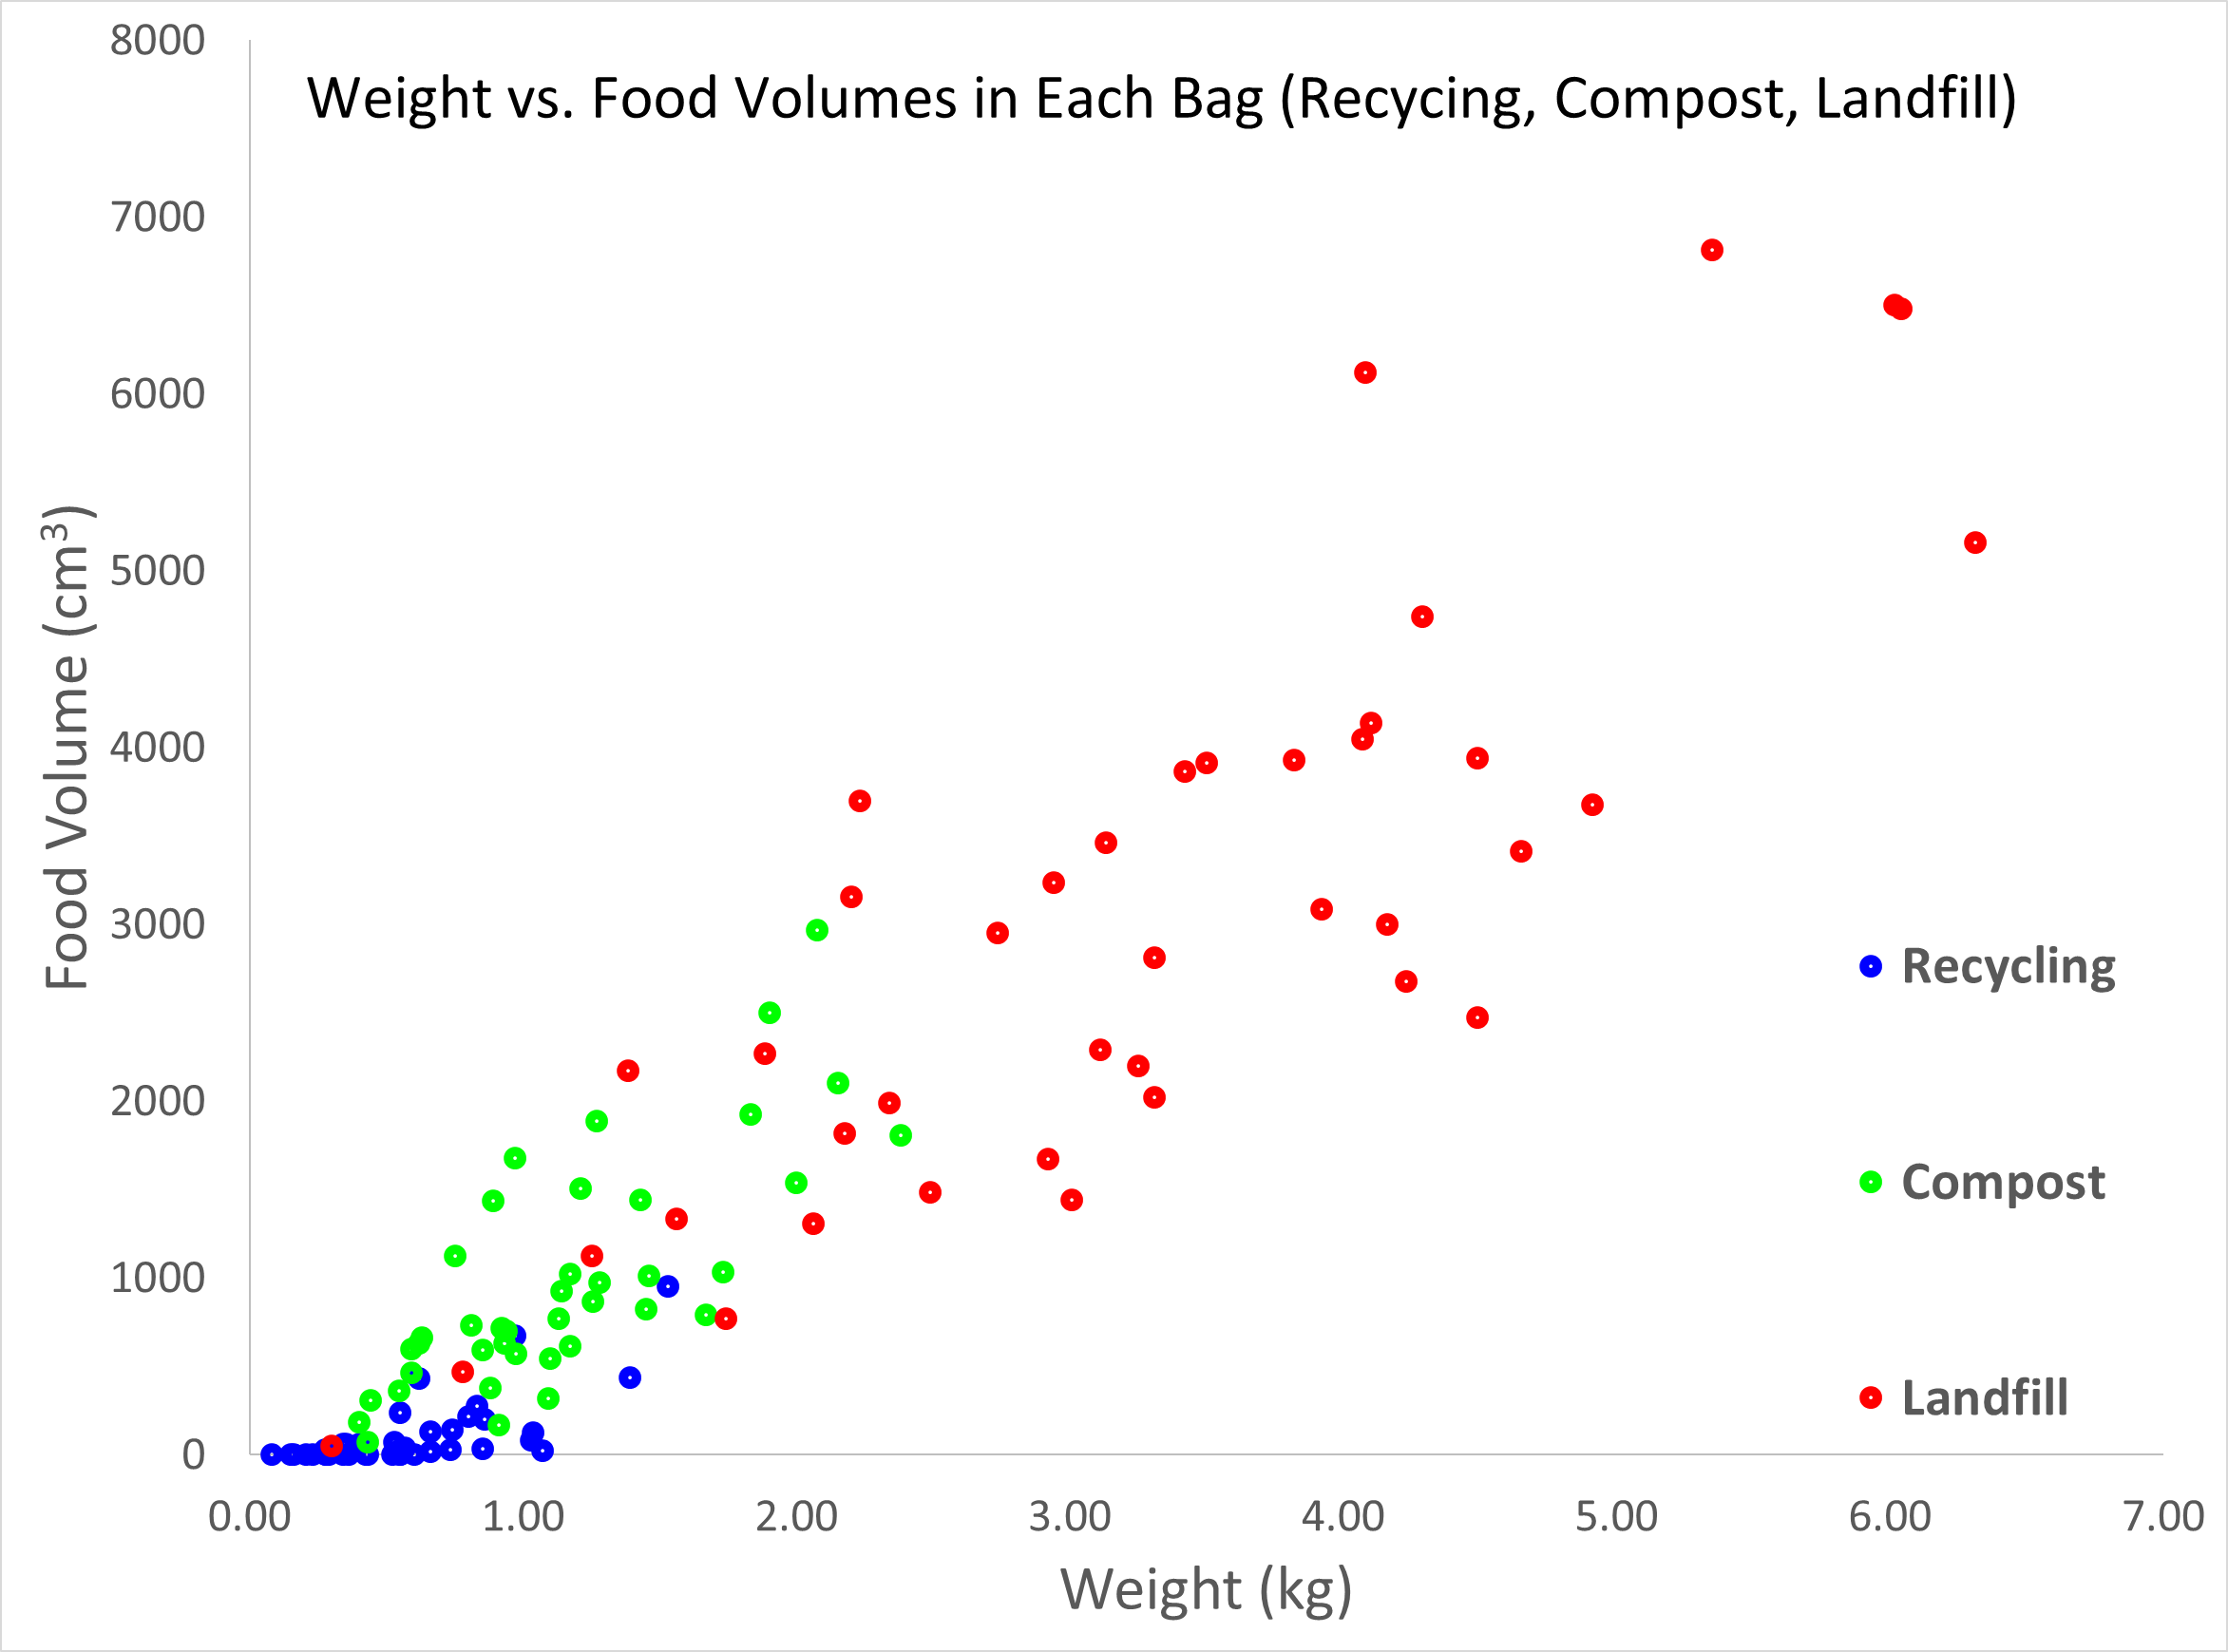 8000
Weight vs. Food Volumes in Each Bag (Recycing, Compost, Landfill)
7000
6000
5000
4000
3000
2000
1000
0
Food Volume (cm³)
Recycling
Compost
Landfill
0.00 1.00 2.00 3.00 4.00 5.00 6.00 7.00
Weight (kg)